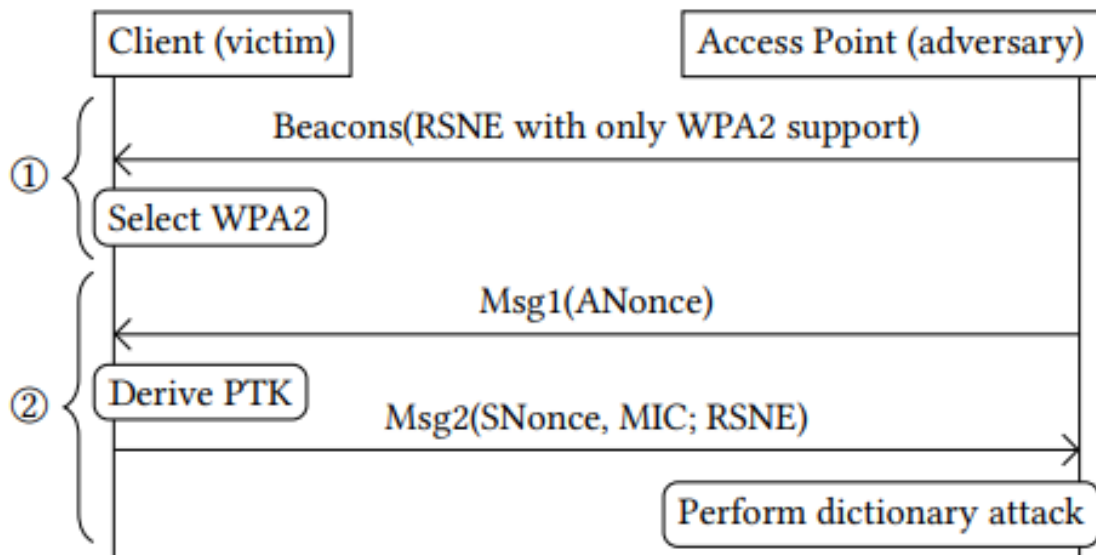 Client (victim)
Access Point (adversary)
Beacons(RSNE with only WPA2 support)
①
Select WPA2
Msg1(ANonce)
②
Derive PTK
Msg2(SNonce, MIC; RSNE)
Perform dictionary attack